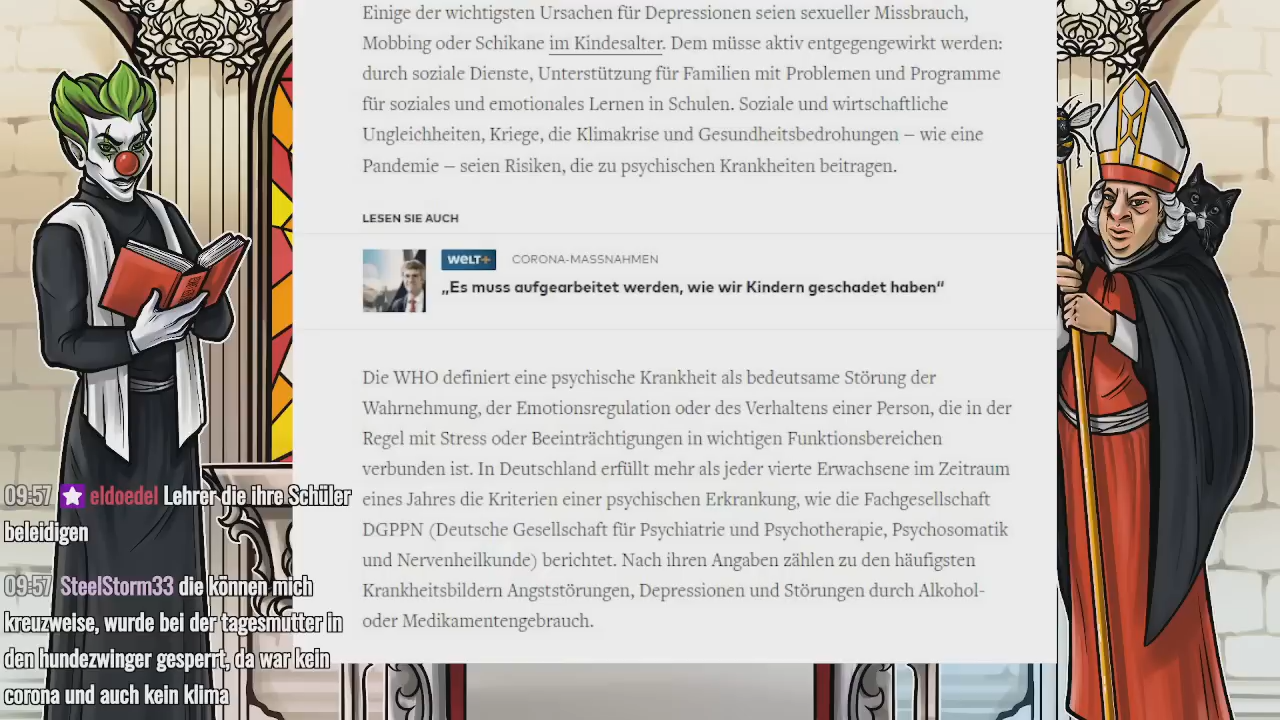 Einige der wichtigsten Ursachen für Depressionen seien sexueller Missbrauch,
Mobbing oder Schikane im Kindesalter. Dem müsse aktiv entgegengewirkt werden:
durch soziale Dienste, Unterstützung für Familien mit Problemen und Programme
für soziales und emotionales Lernen in Schulen. Soziale und wirtschaftliche
Ungleichheiten, Kriege, die Klimakrise und Gesundheitsbedrohungen – wie eine
Pandemie – seien Risiken, die zu psychischen Krankheiten beitragen.
LESEN SIE AUCH
WELT+ CORONA-MASSNAHMEN
„Es muss aufgearbeitet werden, wie wir Kindern geschadet haben“
Die WHO definiert eine psychische Krankheit als bedeutsame Störung der
Wahrnehmung, der Emotionsregulation oder des Verhaltens einer Person, die in der
Regel mit Stress oder Beeinträchtigungen in wichtigen Funktionsbereichen
verbunden ist. In Deutschland erfüllt mehr als jeder vierte Erwachsene im Zeitraum
eines Jahres die Kriterien einer psychischen Erkrankung, wie die Fachgesellschaft
DGPPN (Deutsche Gesellschaft für Psychiatrie und Psychotherapie, Psychosomatik
und Nervenheilkunde) berichtet. Nach ihren Angaben zählen zu den häufigsten
Krankheitsbildern Angststörungen, Depressionen und Störungen durch Alkohol-
oder Medikamentengebrauch.
09:57 eldoedel Lehrer die ihre Schüler
beleidigen
09:57 SteelStorm33 die können mich
kreuzweise, wurde bei der tagesmutter in
den hundezwinger gesperrt, da war kein
corona und auch kein klima